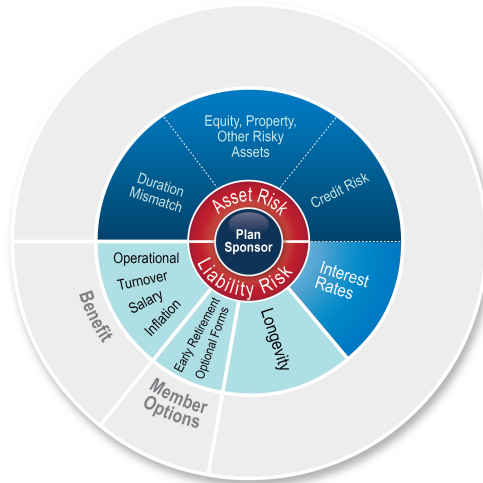 Equity, Property,
Other Risky
Assets
Duration
Mismatch
Credit Risk
Asset Risk
Plan
Sponsor
Liability Risk
Operational
Turnover
Salary
Inflation
Early Retirement
Optional Forms
Longevity
Interest
Rates
Benefit
Member
Options